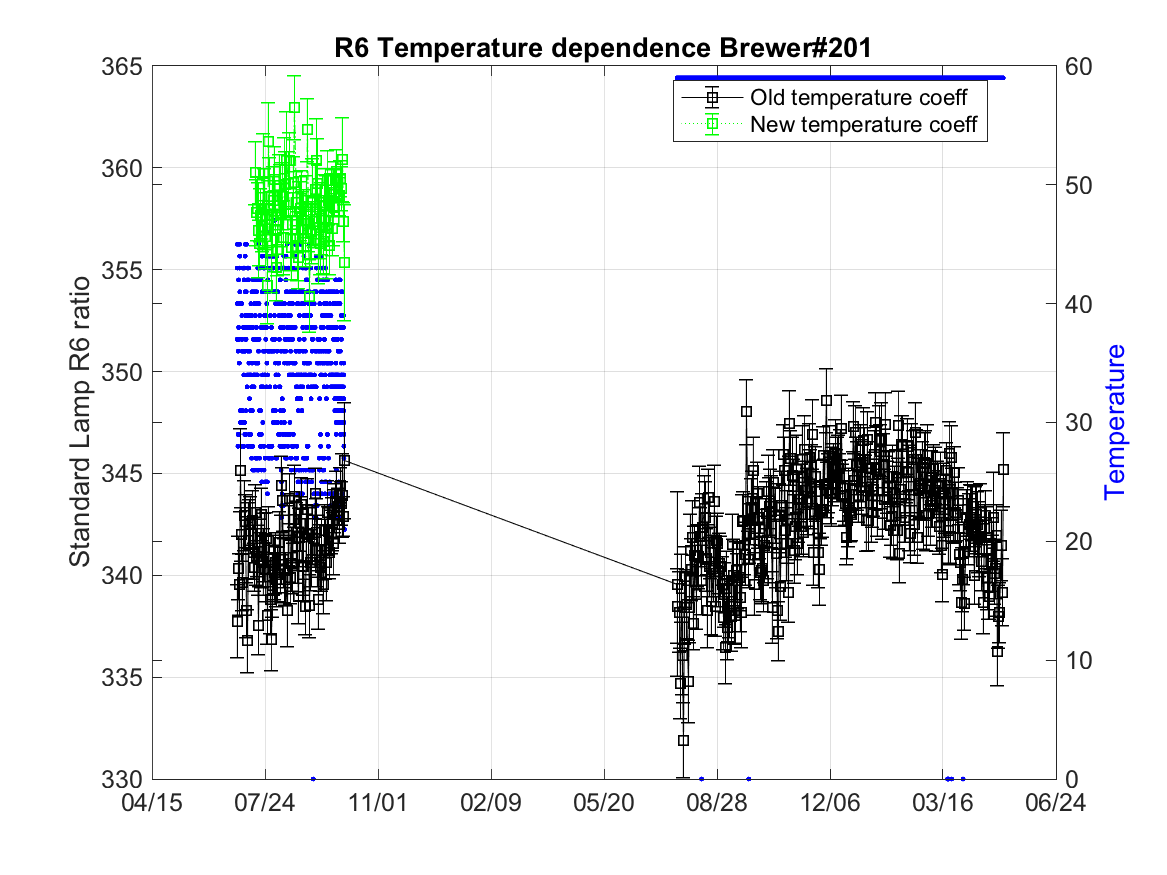 R6 Temperature dependence Brewer#201
365
360
355
350
345
340
335
330
Standard Lamp R6 ratio
60
50
40
30
20
10
0
Temperature
Old temperature coeff
New temperature coeff
04/15 07/24 11/01 02/09 05/20 08/28 12/06 03/16 06/24